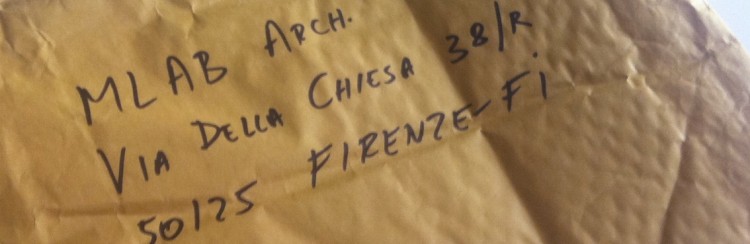 MLAB ARCH.
VIA DELLA CHIESA 38/R
50125 FIRENZE-Fi